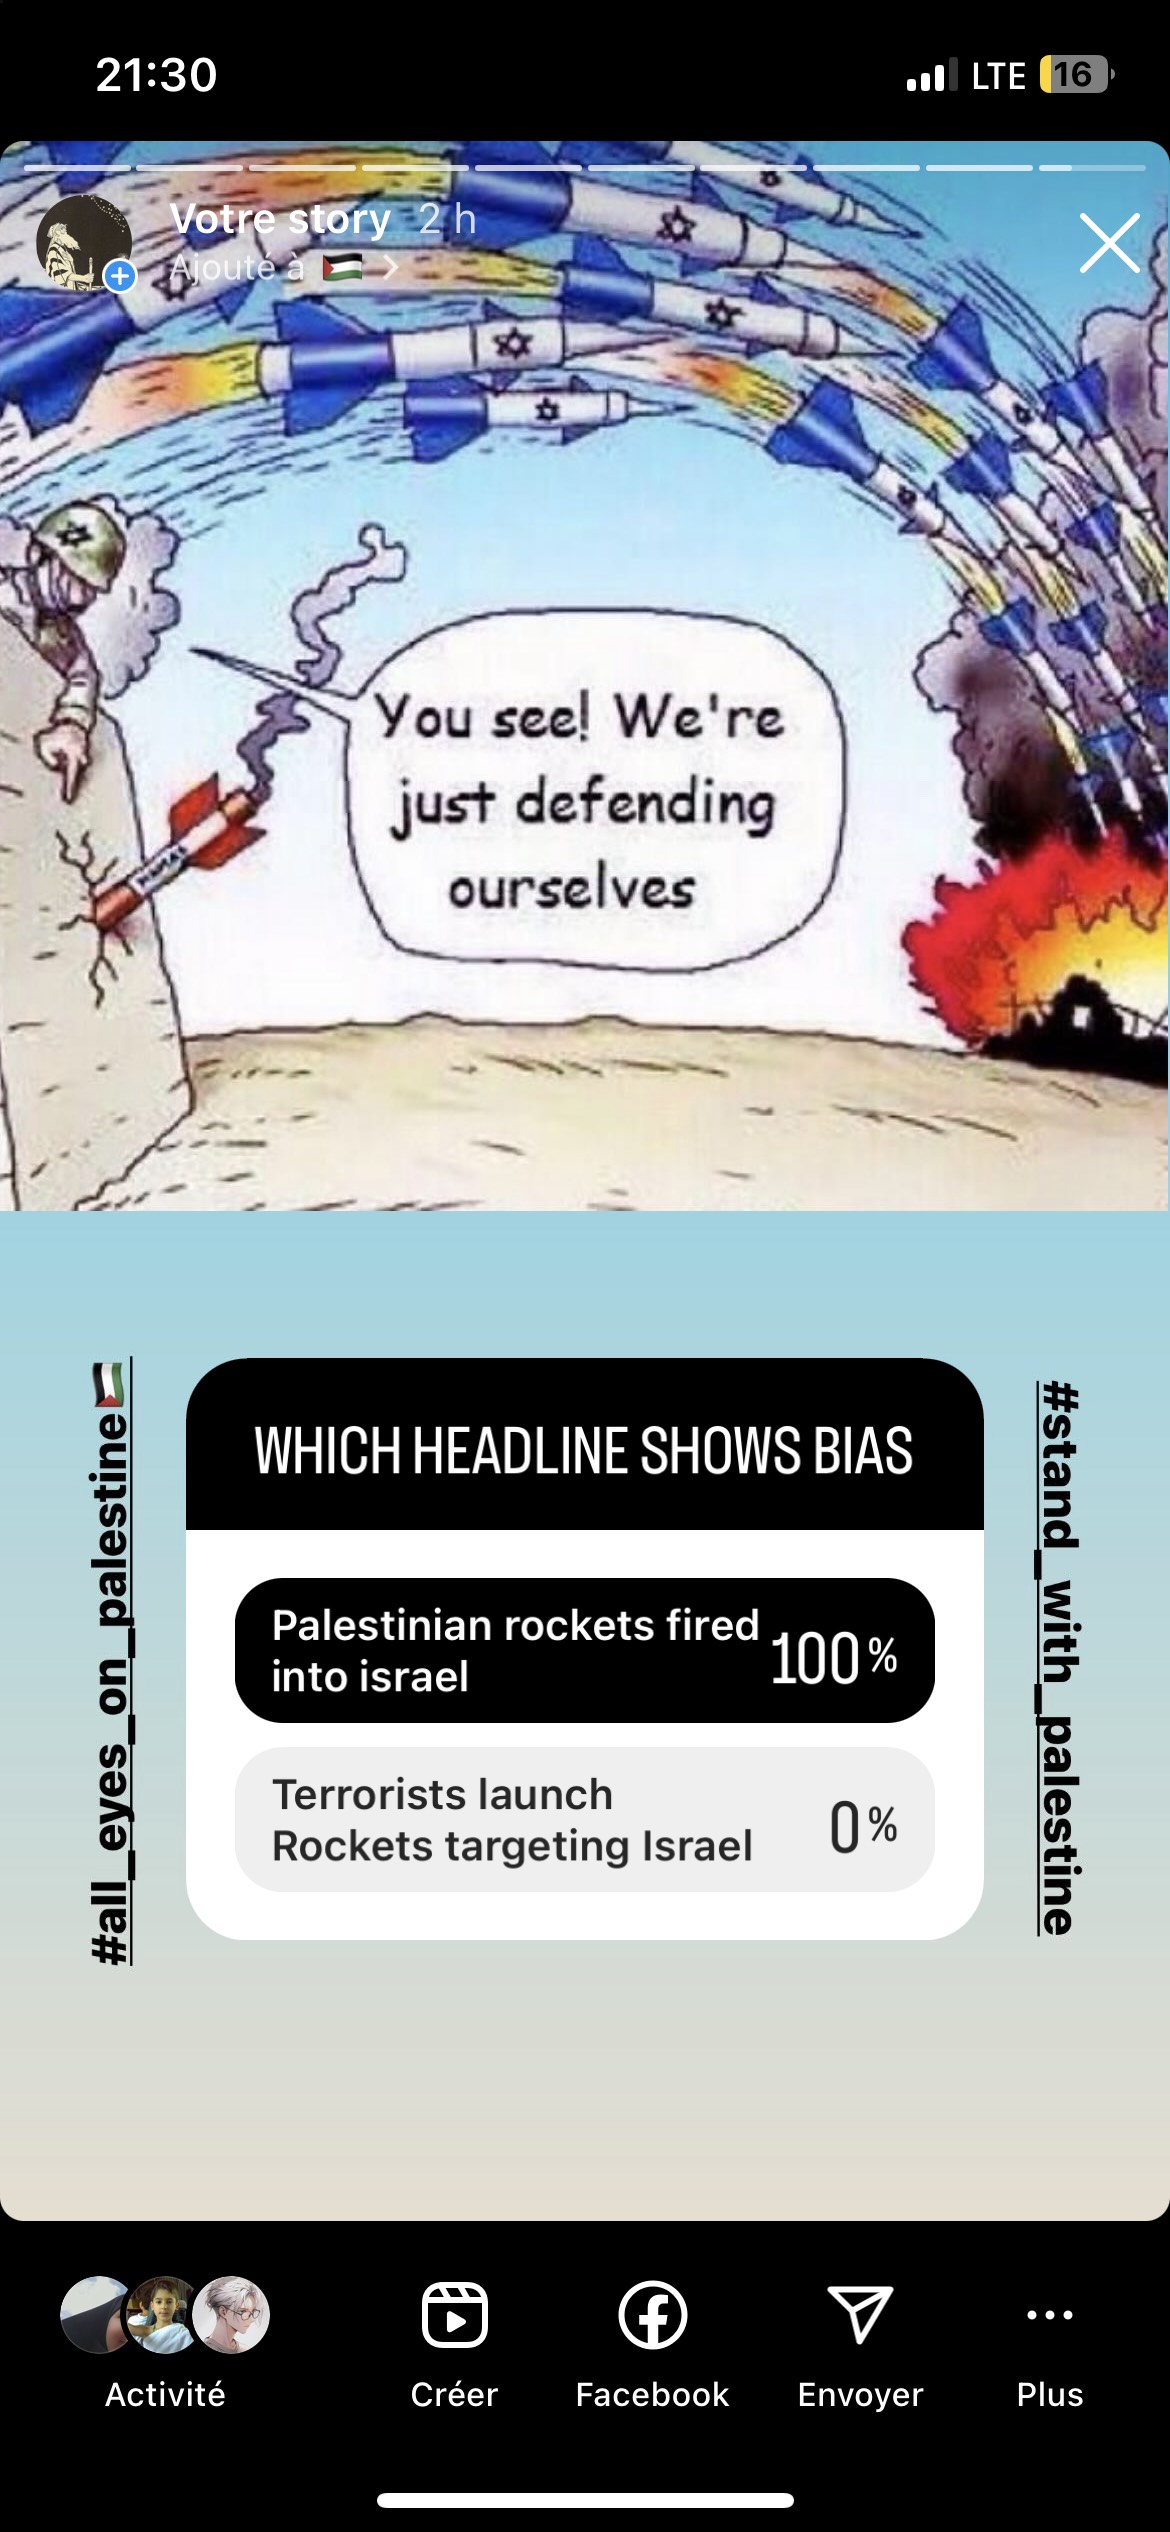 21:30
LTE 16
Votre story 2 h
Ajouté à 🇵🇸 >
You see! We're
just defending
ourselves
#all_eyes_on_palestine🇵🇸
WHICH HEADLINE SHOWS BIAS
Palestinian rockets fired
into israel
100%
Terrorists launch
Rockets targeting Israel
0%
#stand_with_palestine
Activité
Créer
Facebook
Envoyer
Plus